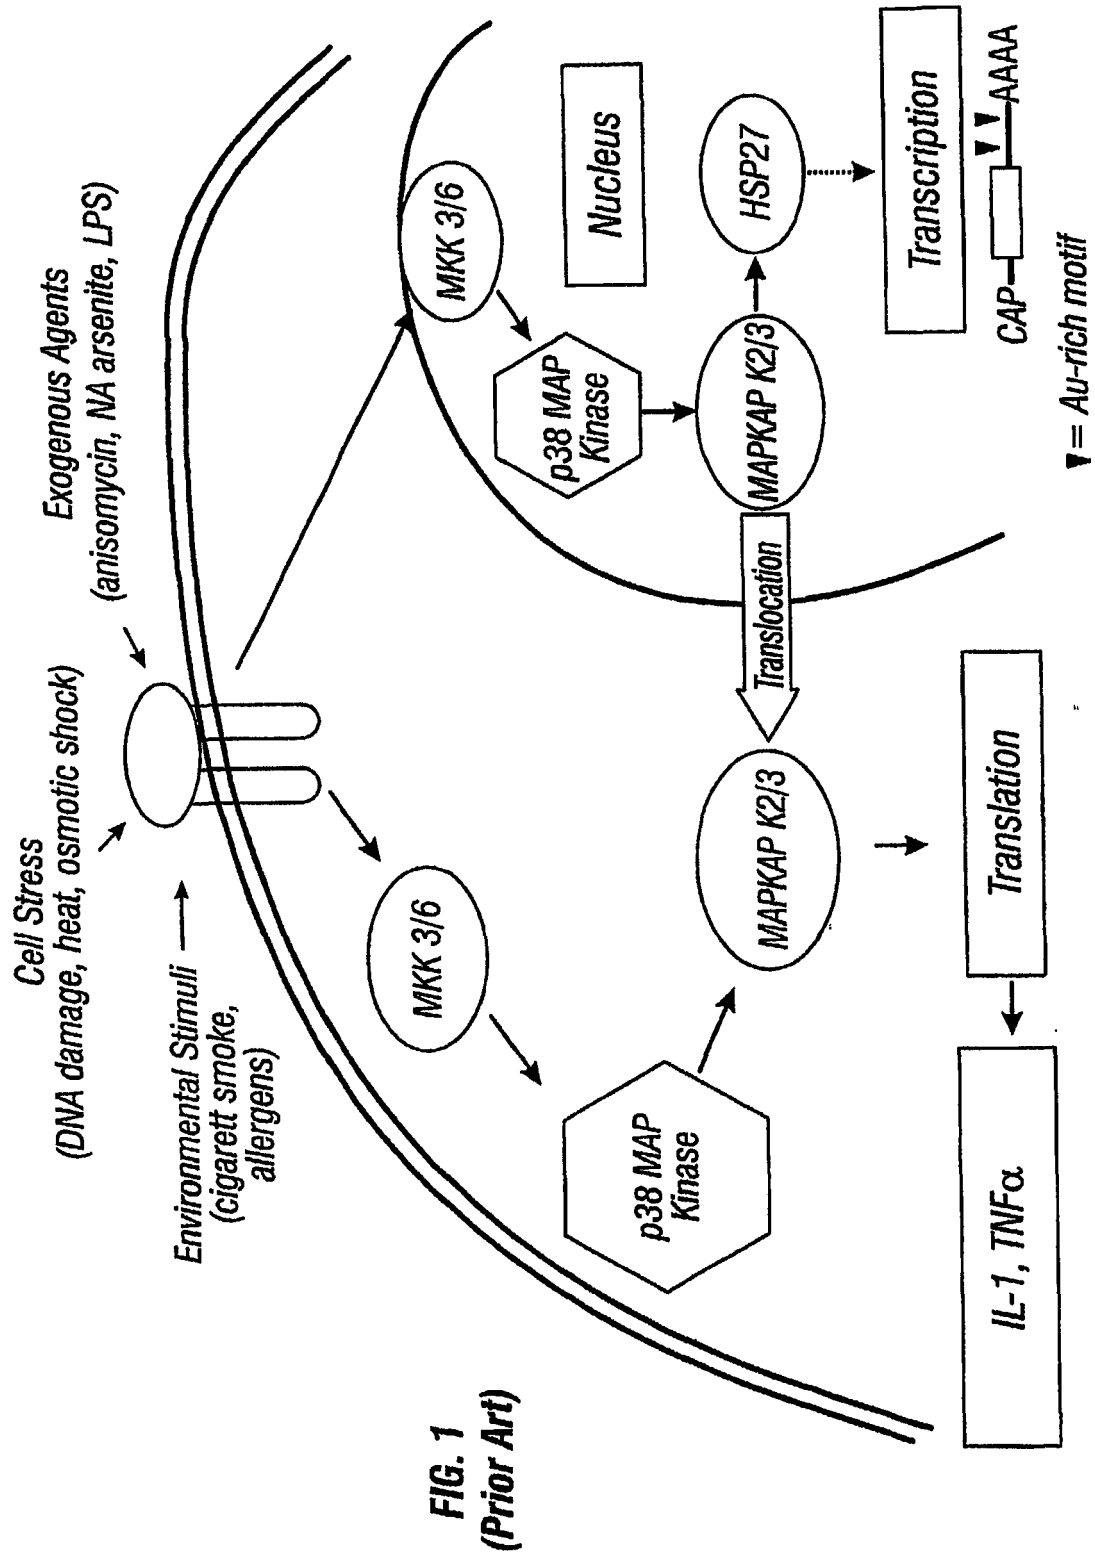 Cell Stress
(DNA damage, heat, osmotic shock)
Exogenous Agents
(anisomycin, NA arsenite, LPS)
Environmental Stimuli
(cigarett smoke,
allergens)
MKK 3/6
MKK 3/6
p38 MAP
Kinase
Nucleus
p38 MAP
Kinase
MAPKAP K2/3
Translocation
MAPKAP K2/3
HSP27
Translation
Transcription
IL-1, TNFα
CAP
AAAA
= Au-rich motif
FIG. 1
(Prior Art)